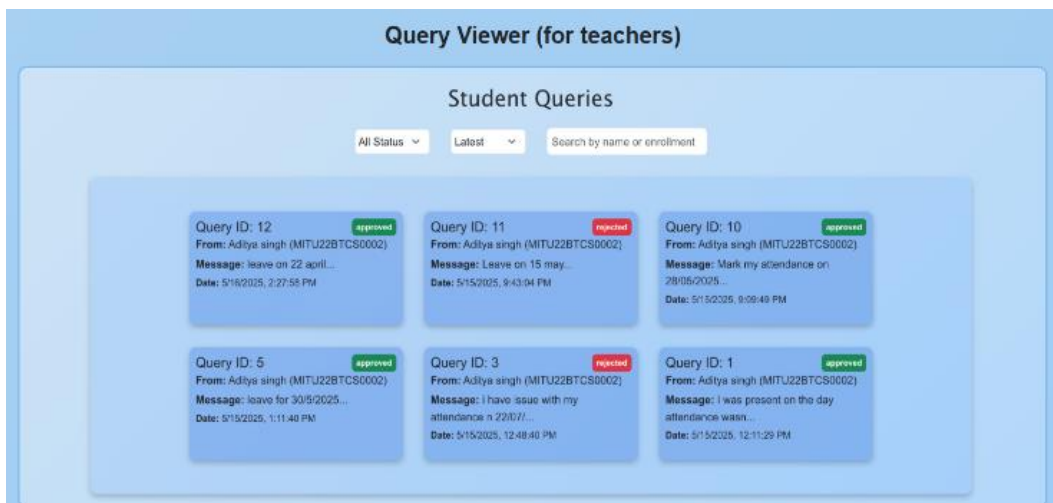 Query Viewer (for teachers)
Student Queries
All Status
Latest
Search by name or enrollment
Query ID: 12
approved
From: Aditya singh (MITU22BTCS0002)
Message: leave on 22 april...
Date: 5/16/2025, 2:27:55 PM
Query ID: 11
rejected
From: Aditya singh (MITU22BTCS0002)
Message: Leave on 15 may...
Date: 5/15/2025, 9:43:04 PM
Query ID: 10
approved
From: Aditya singh (MITU22BTCS0002)
Message: Mark my attendance on
28/05/2025...
Date: 5/15/2025, 9:09:49 PM
Query ID: 5
approved
From: Aditya singh (MITU22BTCS0002)
Message: leave for 30/5/2025...
Date: 5/15/2025, 1:11:40 PM
Query ID: 3
rejected
From: Aditya singh (MITU22BTCS0002)
Message: i have issue with my
attendance n 22/07/...
Date: 5/15/2025, 12:48:40 PM
Query ID: 1
approved
From: Aditya singh (MITU22BTCS0002)
Message: I was present on the day
attendance wasn...
Date: 5/15/2025, 12:11:29 PM